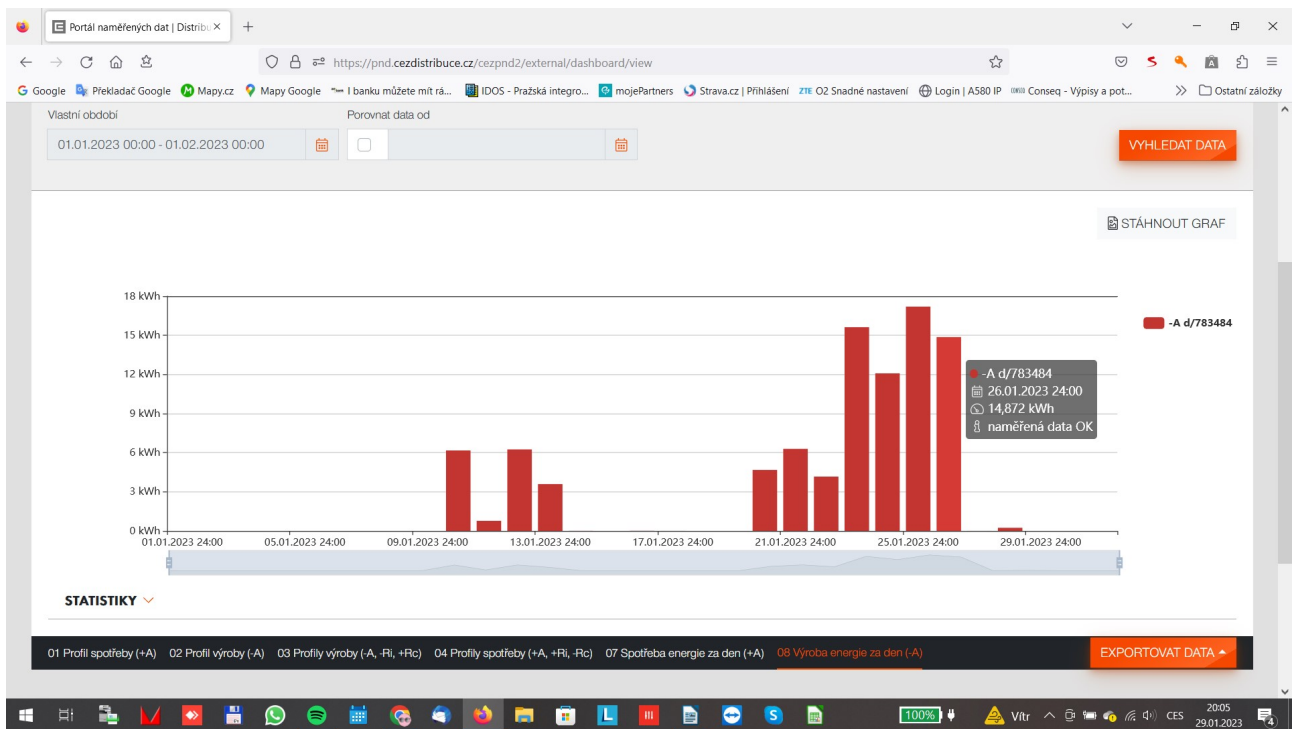 Portál naměřených dat | Distribu
https://pnd.cezdistribuce.cz/cezpnd2/external/dashboard/view
Google Překladač Google Mapy.cz Mapy Google I banku můžete mít rá... IDOS - Pražská integro... mojePartners Strava.cz | Přihlášení ZTE O2 Snadné nastavení Login | A580 IP Conseq - Výpisy a pot... Ostatní záložky
Vlastní období Porovnat data od
01.01.2023 00:00 - 01.02.2023 00:00
VYHLEDAT DATA
STÁHNOUT GRAF
18 kWh
15 kWh
12 kWh
9 kWh
6 kWh
3 kWh
0 kWh
-A d/783484
-A d/783484
26.01.2023 24:00
14,872 kWh
naměřená data OK
01.01.2023 24:00 05.01.2023 24:00 09.01.2023 24:00 13.01.2023 24:00 17.01.2023 24:00 21.01.2023 24:00 25.01.2023 24:00 29.01.2023 24:00
STATISTIKY
01 Profil spotřeby (+A) 02 Profil výroby (-A) 03 Profily výroby (-A, -Ri, +Rc) 04 Profily spotřeby (+A, +Ri, -Rc) 07 Spotřeba energie za den (+A) 08 Výroba energie za den (-A)
EXPORTOVAT DATA
100% Vítr CES 20:05
29.01.2023
4